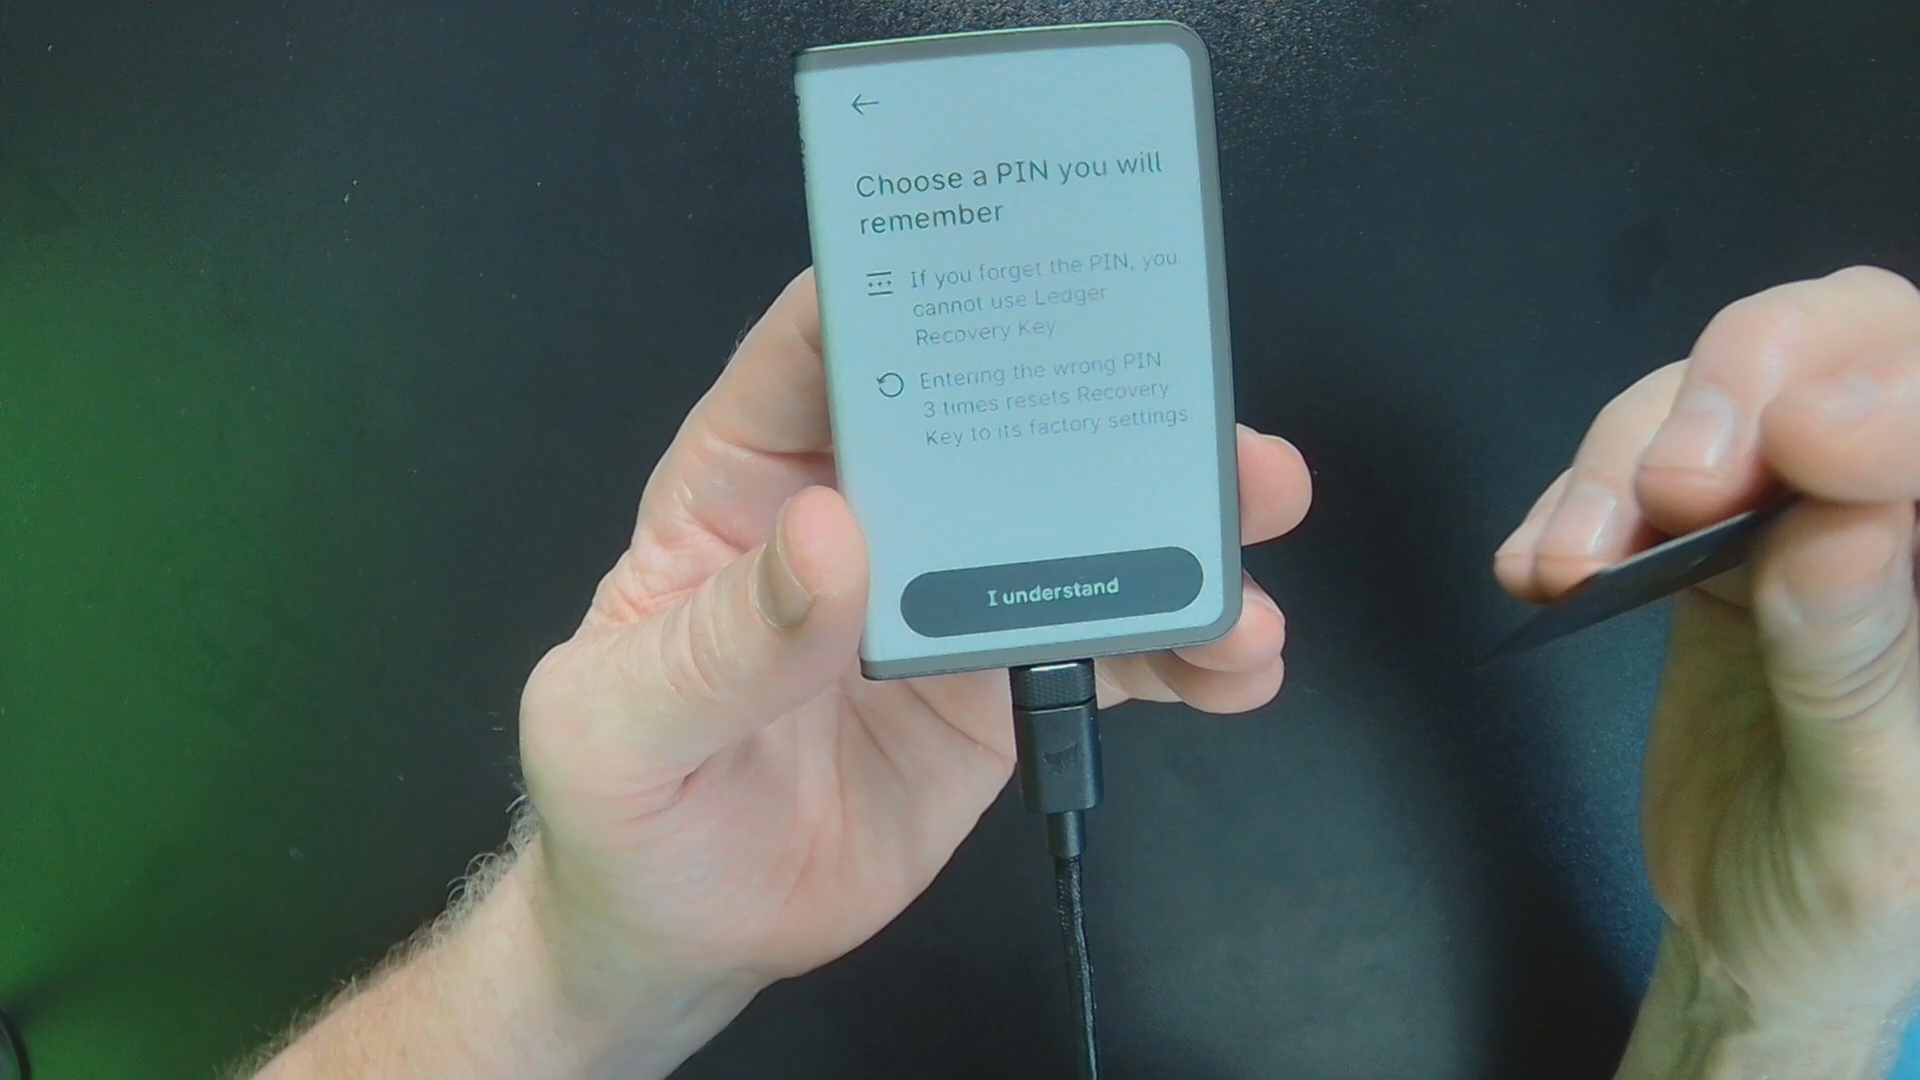 Choose a PIN you will
remember
If you forget the PIN, you
cannot use Ledger
Recovery Key
Entering the wrong PIN
3 times resets Recovery
Key to its factory settings.
I understand